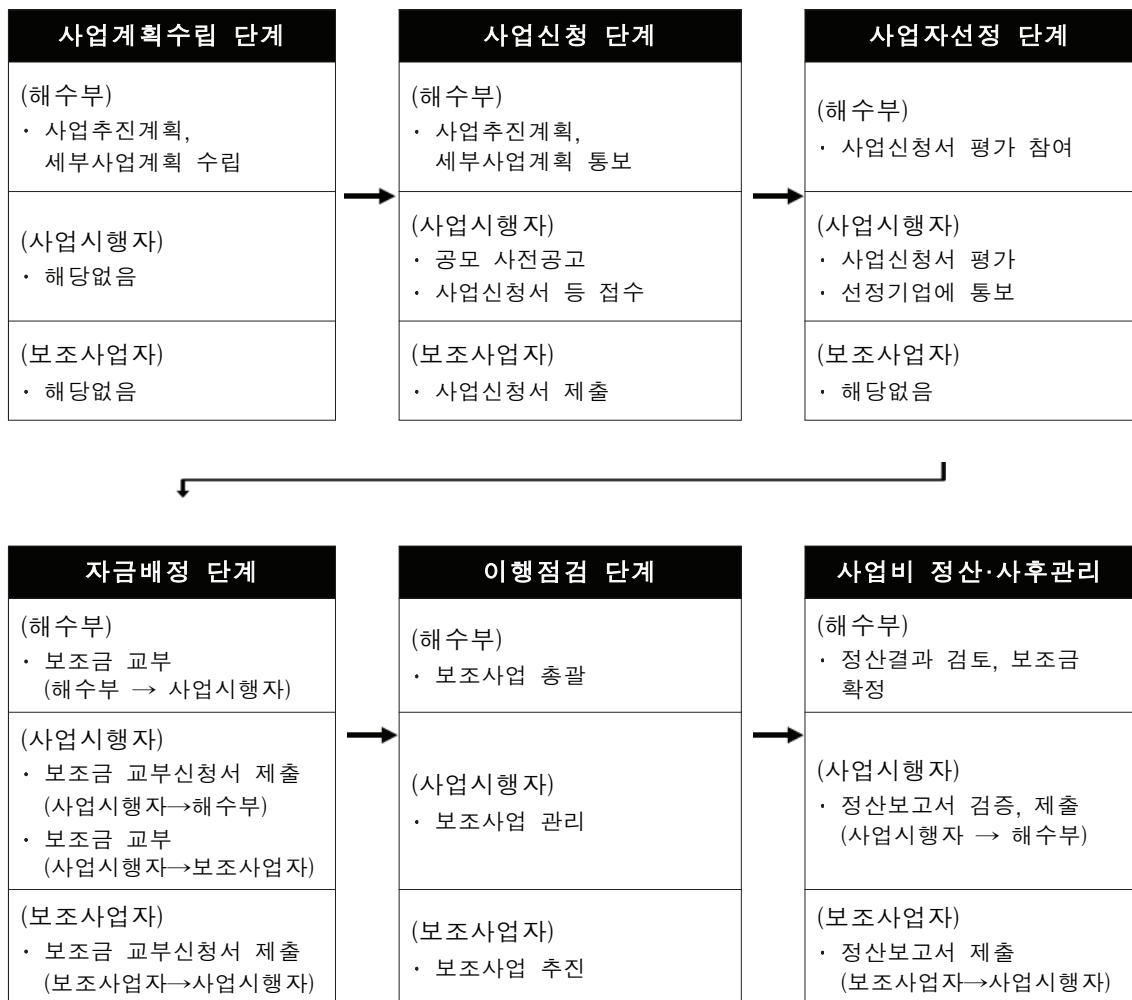 사업계획수립 단계
(해수부)
· 사업추진계획,
세부사업계획 수립
(사업시행자)
· 해당없음
(보조사업자)
· 해당없음
사업신청 단계
(해수부)
· 사업추진계획,
세부사업계획 통보
(사업시행자)
· 공모 사전공고
· 사업신청서 등 접수
(보조사업자)
· 사업신청서 제출
사업자선정 단계
(해수부)
· 사업신청서 평가 참여
(사업시행자)
· 사업신청서 평가
· 선정기업에 통보
(보조사업자)
· 해당없음
자금배정 단계
(해수부)
· 보조금 교부
(해수부 → 사업시행자)
(사업시행자)
· 보조금 교부신청서 제출
(사업시행자→해수부)
· 보조금 교부
(사업시행자→보조사업자)
(보조사업자)
· 보조금 교부신청서 제출
(보조사업자→사업시행자)
이행점검 단계
(해수부)
· 보조사업 총괄
(사업시행자)
· 보조사업 관리
(보조사업자)
· 보조사업 추진
사업비 정산·사후관리
(해수부)
· 정산결과 검토, 보조금
확정
(사업시행자)
· 정산보고서 검증, 제출
(사업시행자 → 해수부)
(보조사업자)
· 정산보고서 제출
(보조사업자→사업시행자)